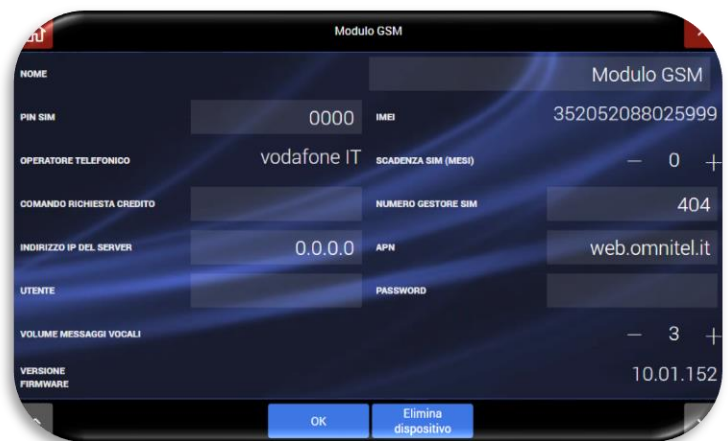 Modulo GSM
NOME Modulo GSM
PIN SIM 0000 IMEI 352052088025999
OPERATORE TELEFONICO vodafone IT SCADENZA SIM (MESI) — 0 +
COMANDO RICHIESTA CREDITO NUMERO GESTORE SIM 404
INDIRIZZO IP DEL SERVER 0.0.0.0 APN web.omnitel.it
UTENTE PASSWORD
VOLUME MESSAGGI VOCALI — 3 +
VERSIONE
FIRMWARE 10.01.152
OK Elimina
dispositivo